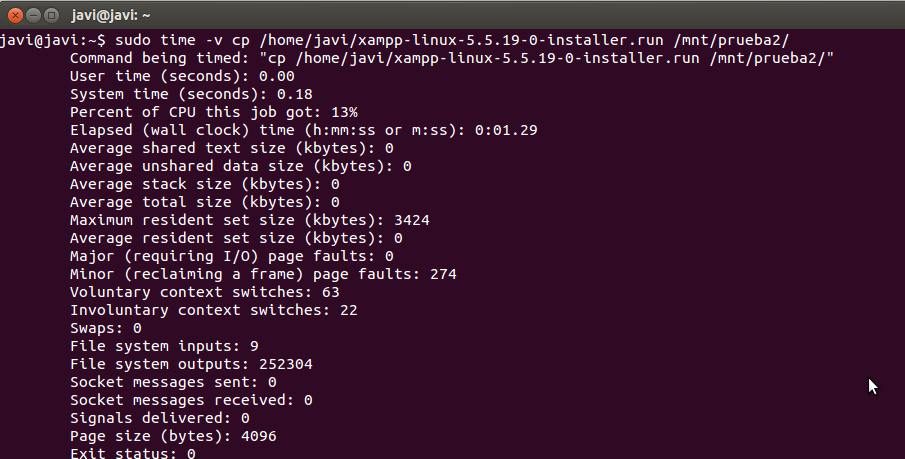 javi@javi: ~
javi@javi:~$ sudo time -v cp /home/javi/xampp-linux-5.5.19-0-installer.run /mnt/prueba2/
Command being timed: "cp /home/javi/xampp-linux-5.5.19-0-installer.run /mnt/prueba2/"
User time (seconds): 0.00
System time (seconds): 0.18
Percent of CPU this job got: 13%
Elapsed (wall clock) time (h:mm:ss or m:ss): 0:01.29
Average shared text size (kbytes): 0
Average unshared data size (kbytes): 0
Average stack size (kbytes): 0
Average total size (kbytes): 0
Maximum resident set size (kbytes): 3424
Average resident set size (kbytes): 0
Major (requiring I/O) page faults: 0
Minor (reclaiming a frame) page faults: 274
Voluntary context switches: 63
Involuntary context switches: 22
Swaps: 0
File system inputs: 9
File system outputs: 252304
Socket messages sent: 0
Socket messages received: 0
Signals delivered: 0
Page size (bytes): 4096
Exit status: 0